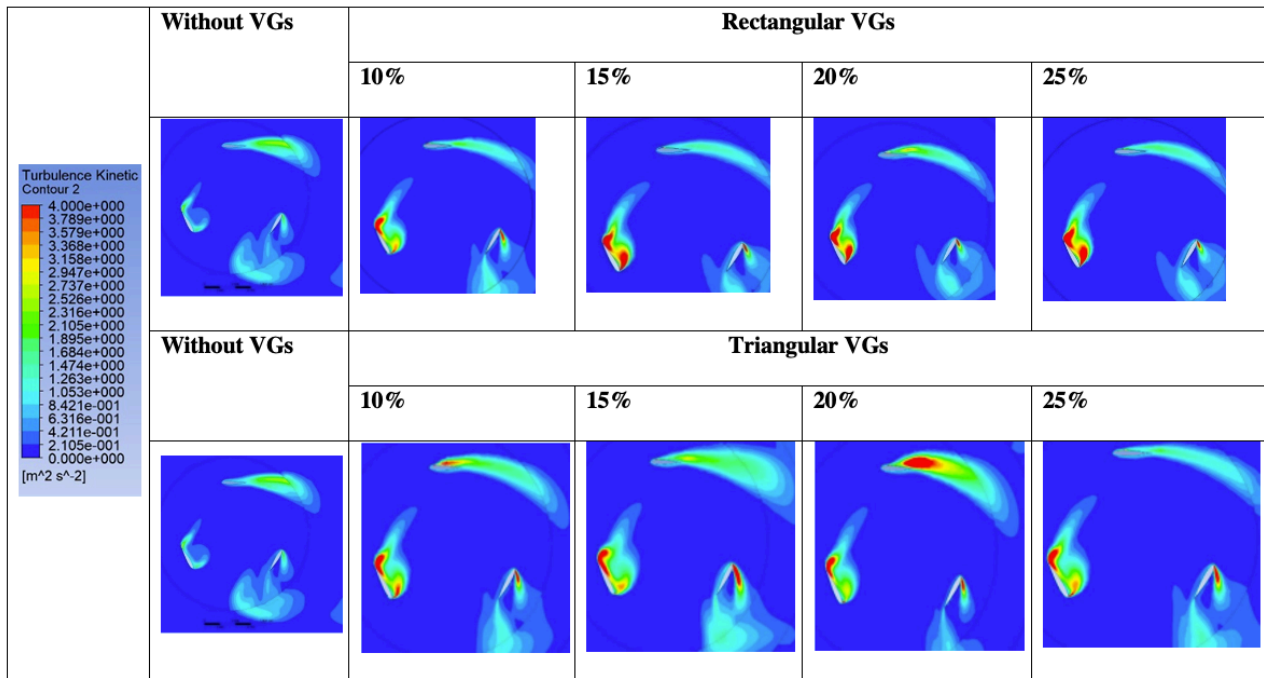 Without VGs
Rectangular VGs
10%
15%
20%
25%
Turbulence Kinetic
Contour 2
4.000e+000
3.789e+000
3.579e+000
3.368e+000
3.158e+000
2.947e+000
2.737e+000
2.526e+000
2.316e+000
2.105e+000
1.895e+000
1.684e+000
1.474e+000
1.263e+000
1.053e+000
8.421e-001
6.316e-001
4.211e-001
2.105e-001
0.000e+000
[m^2 s^-2]
Without VGs
Triangular VGs
10%
15%
20%
25%